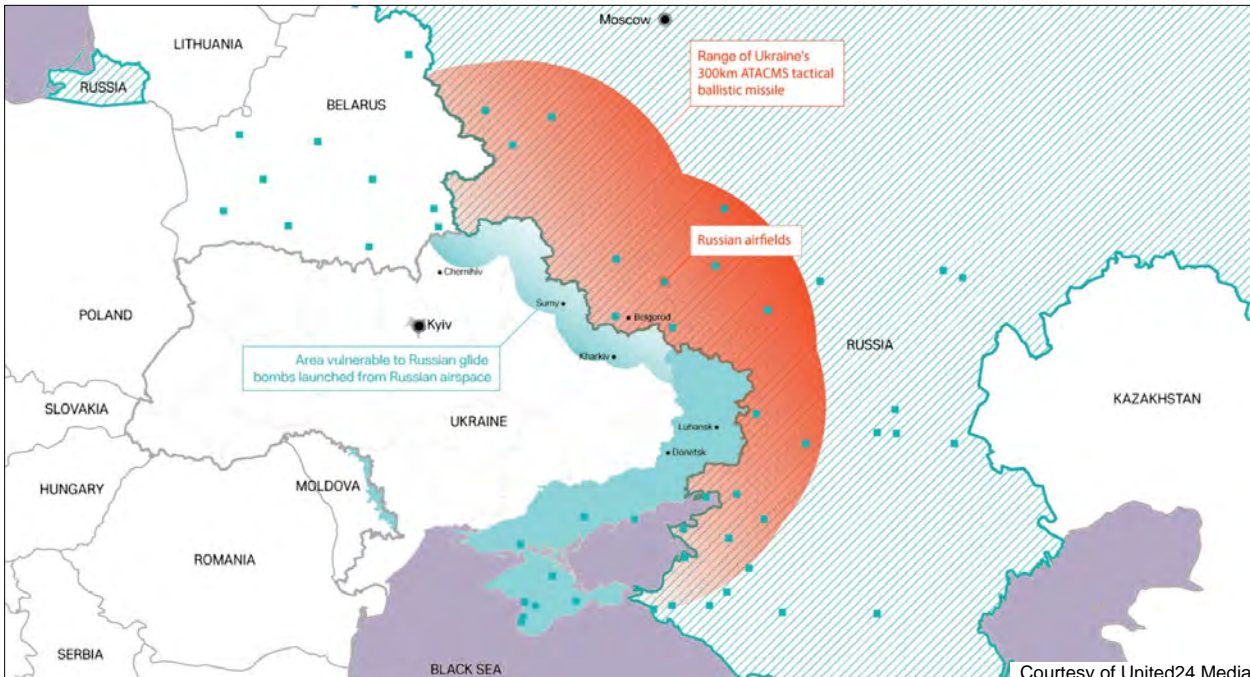 Moscow
LITHUANIA
Range of Ukraine's
300km ATACMS tactical
ballistic missile
RUSSIA
BELARUS
Russian airfields
Chernihiv
POLAND
Sumy
Belgorod
Kyiv
RUSSIA
Area vulnerable to Russian glide
bombs launched from Russian airspace
Kharkiv
KAZAKHSTAN
SLOVAKIA
UKRAINE
Luhansk
Donetsk
HUNGARY
MOLDOVA
ROMANIA
SERBIA
BLACK SEA
Courtesy of United24 Media